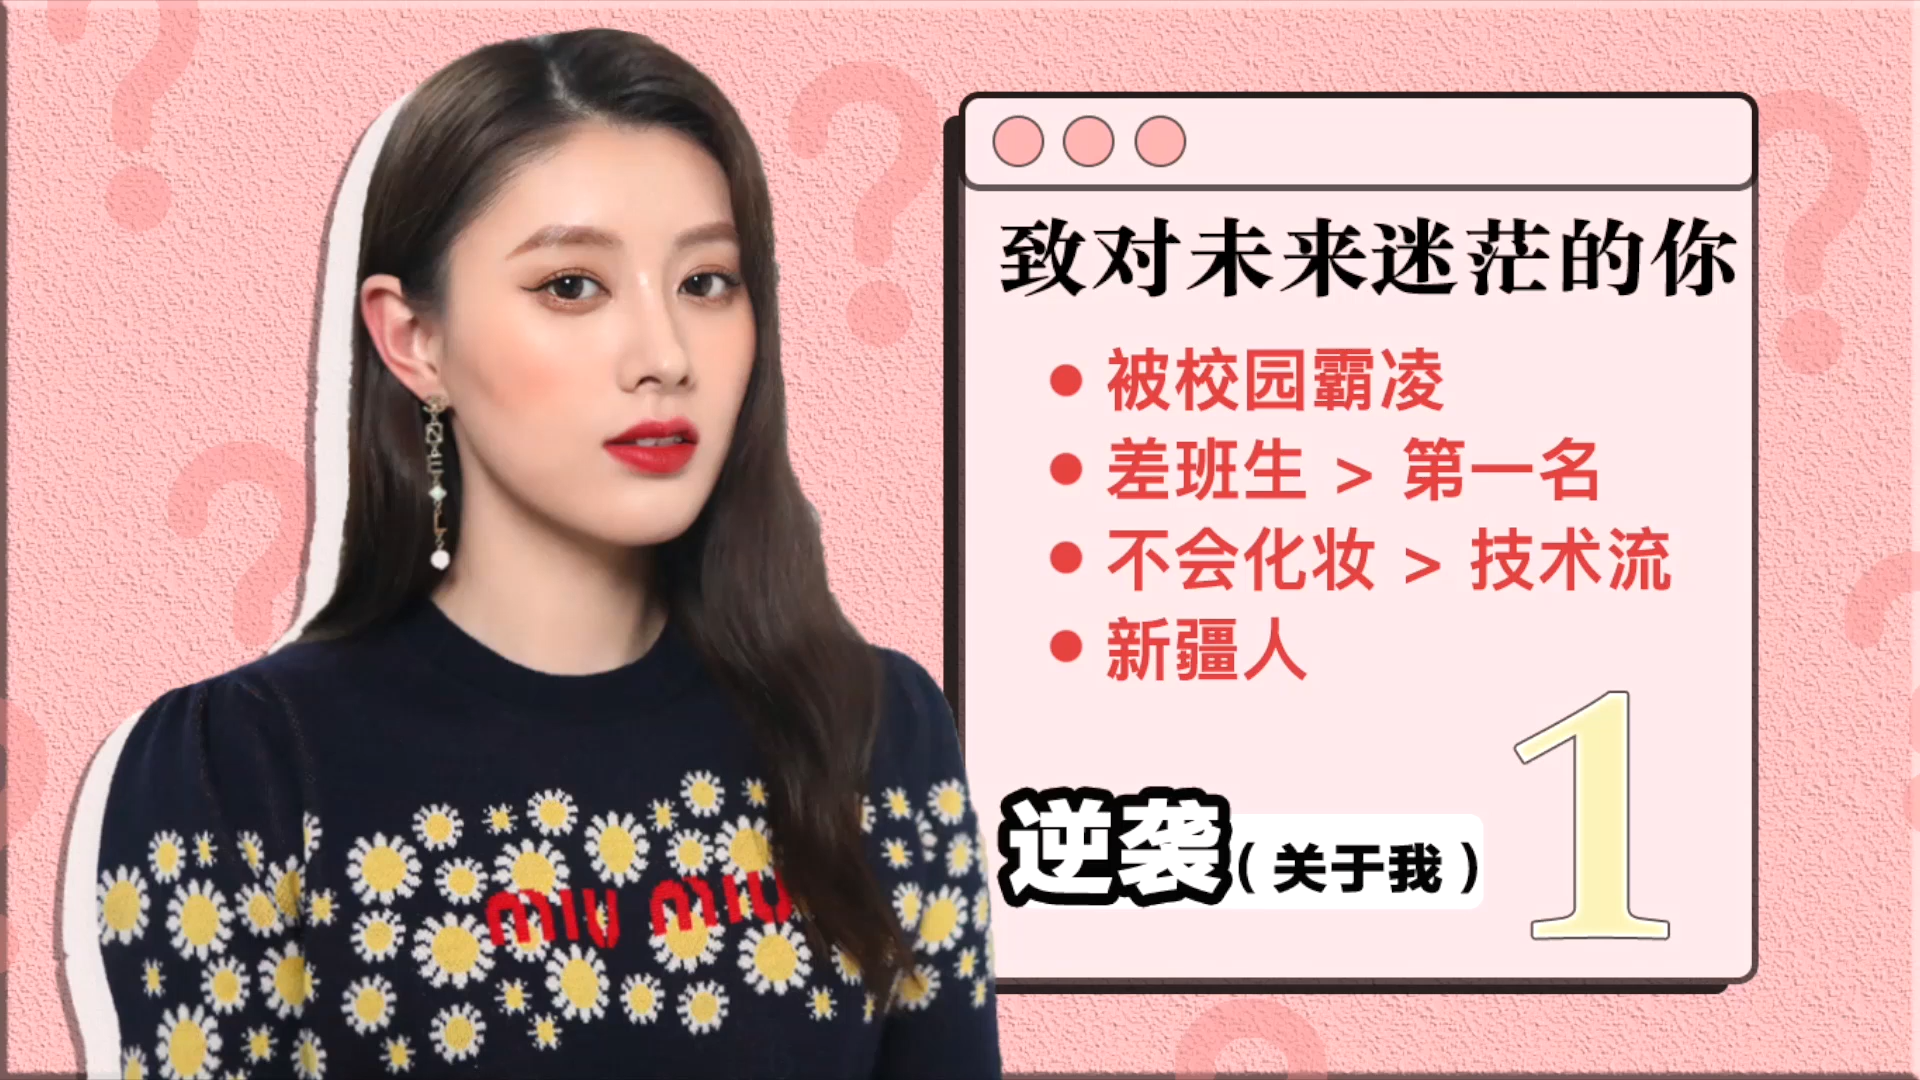 致对未来迷茫的你
被校园霸凌
差班生 > 第一名
不会化妆 > 技术流
新疆人
逆袭（关于我）
1
miu miu